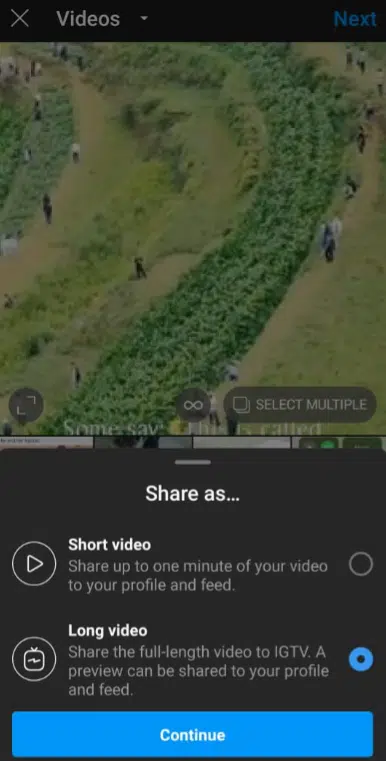 Videos
Next
SELECT MULTIPLE
Some say: This is called
Share as...
Short video
Share up to one minute of your video
to your profile and feed.
Long video
Share the full-length video to IGTV. A
preview can be shared to your profile
and feed.
Continue